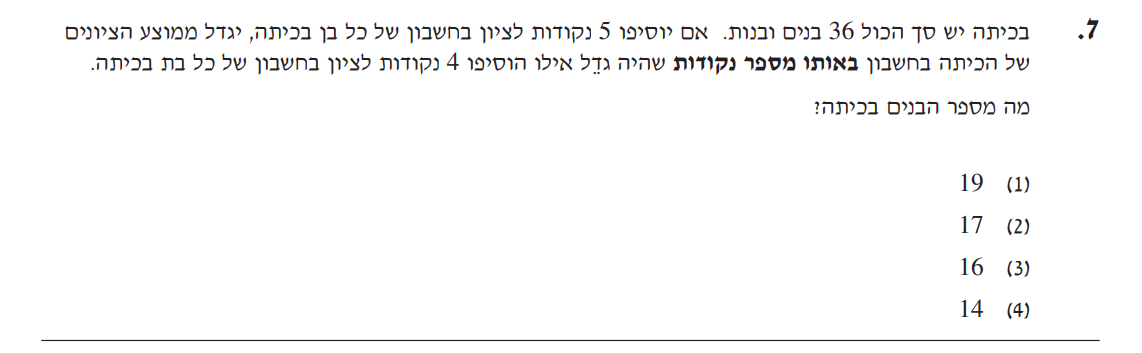 7. בכיתה יש סך הכול 36 בנים ובנות. אם יוסיפו 5 נקודות לציון בחשבון של כל בן בכיתה, יגדל ממוצע הציונים
של הכיתה בחשבון באותו מספר נקודות שהיה גדֵל אילו הוסיפו 4 נקודות לציון בחשבון של כל בת בכיתה.
מה מספר הבנים בכיתה?
(1) 19
(2) 17
(3) 16
(4) 14